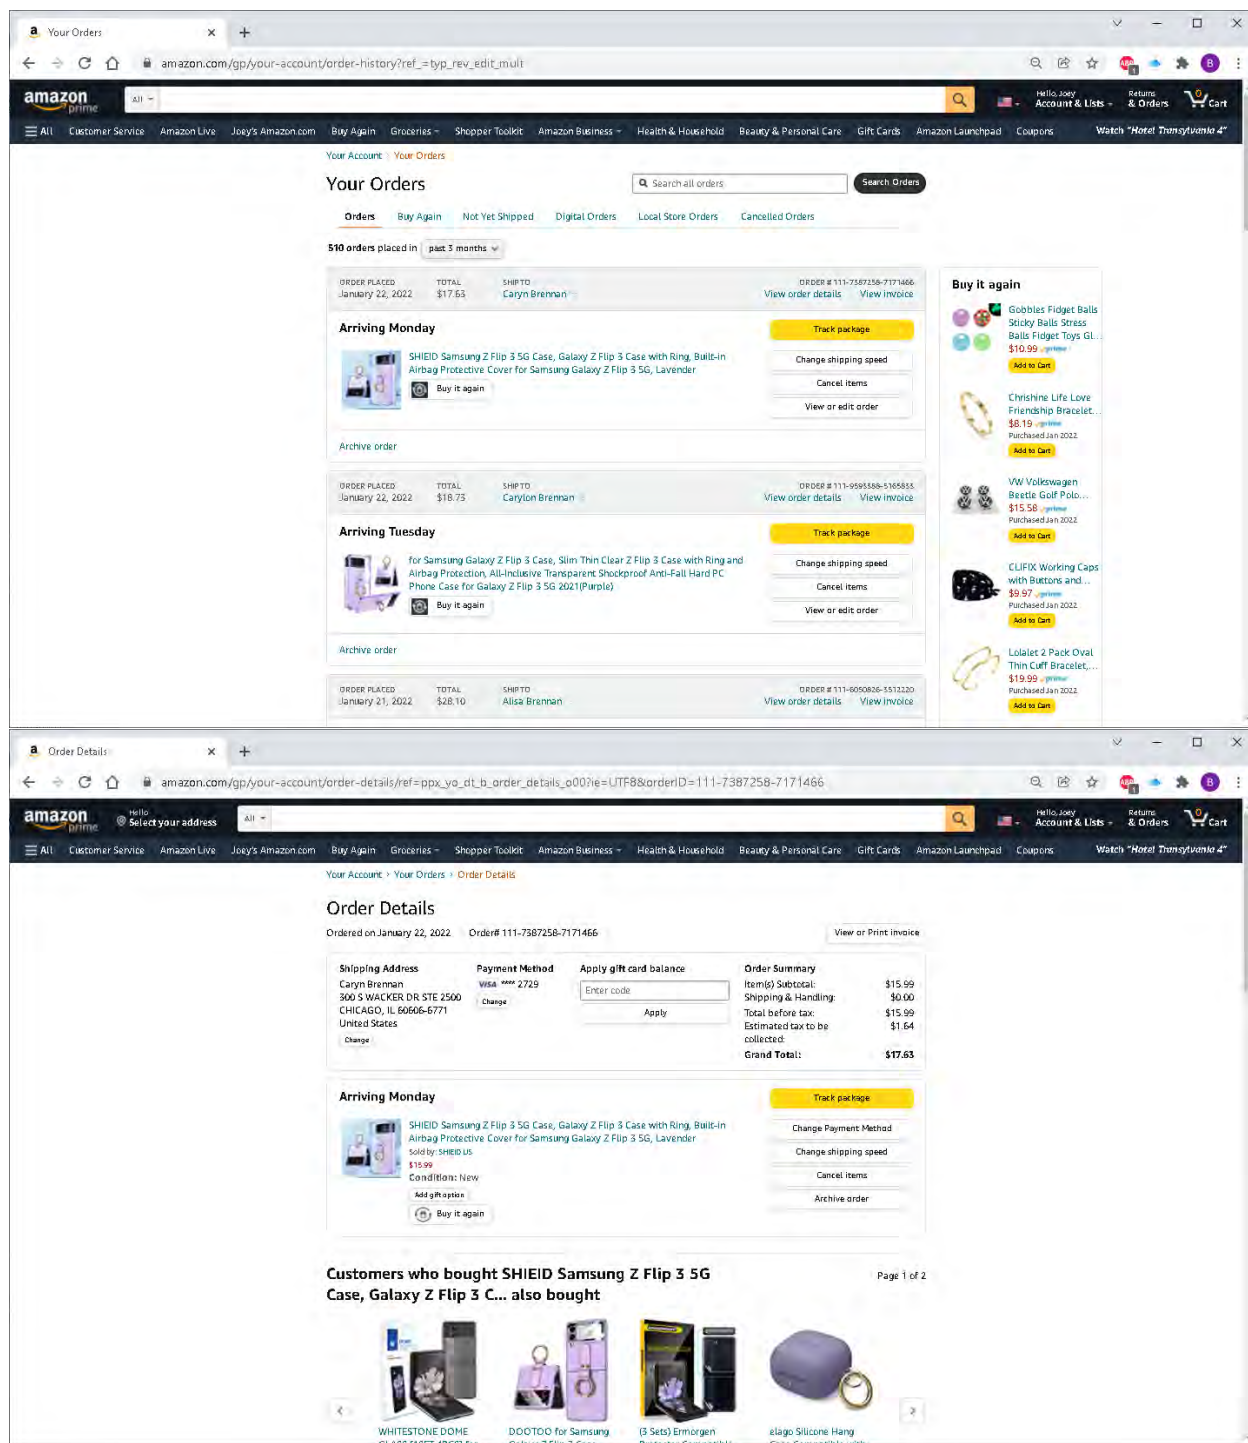 Your Orders
amazon.com/gp/your-account/order-history?ref_=typ_rev_edit_mult
B
amazon prime
All
Hello, Joey
Account & Lists
Returns
& Orders
0
Cart
All Customer Service Amazon Live Joey's Amazon.com Buy Again Groceries Shopper Toolkit Amazon Business Health & Household Beauty & Personal Care Gift Cards Amazon Launchpad Coupons Watch "Hotel Transylvania 4"
Your Account Your Orders
Your Orders
Search all orders
Search Orders
Orders Buy Again Not Yet Shipped Digital Orders Local Store Orders Cancelled Orders
510 orders placed in past 3 months
ORDER PLACED TOTAL SHIP TO ORDER # 111-7387258-7171466
January 22, 2022 $17.63 Caryn Brennan View order details View invoice
Arriving Monday
SHIEID Samsung Z Flip 3 5G Case, Galaxy Z Flip 3 Case with Ring, Built-in
Airbag Protective Cover for Samsung Galaxy Z Flip 3 5G, Lavender
Buy it again
Track package
Change shipping speed
Cancel items
View or edit order
Archive order
ORDER PLACED TOTAL SHIP TO ORDER # 111-9593388-5165833
January 22, 2022 $18.73 Carylon Brennan View order details View invoice
Arriving Tuesday
for Samsung Galaxy Z Flip 3 Case, Slim Thin Clear Z Flip 3 Case with Ring and
Airbag Protection, All-Inclusive Transparent Shockproof Anti-Fall Hard PC
Phone Case for Galaxy Z Flip 3 5G 2021(Purple)
Buy it again
Track package
Change shipping speed
Cancel items
View or edit order
Archive order
ORDER PLACED TOTAL SHIP TO ORDER # 111-6050826-3512220
January 21, 2022 $28.10 Alisa Brennan View order details View invoice
Buy it again
Gobbles Fidget Balls
Sticky Balls Stress
Balls Fidget Toys Gl...
$10.99 prime
Add to Cart
Chrishine Life Love
Friendship Bracelet...
$8.19 prime
Purchased Jan 2022
Add to Cart
VW Volkswagen
Beetle Golf Polo...
$15.58 prime
Purchased Jan 2022
Add to Cart
CLIFIX Working Caps
with Buttons and...
$9.97 prime
Purchased Jan 2022
Add to Cart
Lolalet 2 Pack Oval
Thin Cuff Bracelet,...
$19.99 prime
Purchased Jan 2022
Add to Cart
Order Details
amazon.com/gp/your-account/order-details/ref=ppx_yo_dt_b_order_details_o00?ie=UTF8&orderID=111-7387258-7171466
B
amazon prime
Hello
Select your address
All
Hello, Joey
Account & Lists
Returns
& Orders
0
Cart
All Customer Service Amazon Live Joey's Amazon.com Buy Again Groceries Shopper Toolkit Amazon Business Health & Household Beauty & Personal Care Gift Cards Amazon Launchpad Coupons Watch "Hotel Transylvania 4"
Your Account › Your Orders › Order Details
Order Details
Ordered on January 22, 2022 Order# 111-7387258-7171466
View or Print invoice
Shipping Address
Caryn Brennan
300 S WACKER DR STE 2500
CHICAGO, IL 60606-6771
United States
Change
Payment Method
VISA **** 2729
Change
Apply gift card balance
Enter code
Apply
Order Summary
Item(s) Subtotal: $15.99
Shipping & Handling: $0.00
Total before tax: $15.99
Estimated tax to be collected: $1.64
Grand Total: $17.63
Arriving Monday
SHIEID Samsung Z Flip 3 5G Case, Galaxy Z Flip 3 Case with Ring, Built-in
Airbag Protective Cover for Samsung Galaxy Z Flip 3 5G, Lavender
Sold by: SHIEID US
$15.99
Condition: New
Add gift option
Buy it again
Track package
Change Payment Method
Change shipping speed
Cancel items
Archive order
Customers who bought SHIEID Samsung Z Flip 3 5G
Case, Galaxy Z Flip 3 C... also bought
Page 1 of 2
WHITESTONE DOME
DOOTOO for Samsung
(3 Sets) Ermorgen
elago Silicone Hang